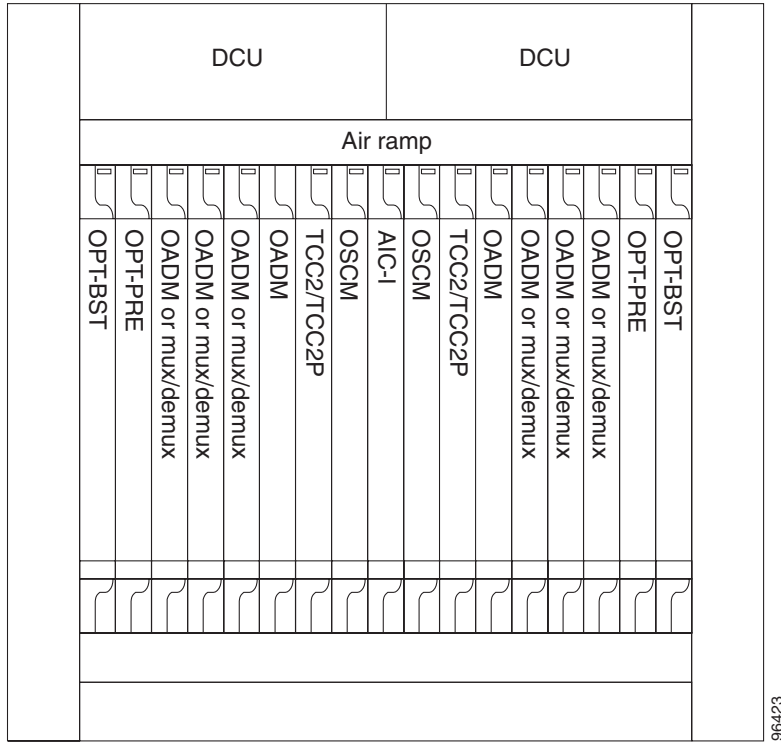 DCU
DCU
Air ramp
OPT-BST
OPT-PRE
OADM or mux/demux
OADM or mux/demux
OADM or mux/demux
OADM
TCC2/TCC2P
OSCM
AIC-I
OSCM
TCC2/TCC2P
OADM
OADM or mux/demux
OADM or mux/demux
OADM or mux/demux
OPT-PRE
OPT-BST
96423